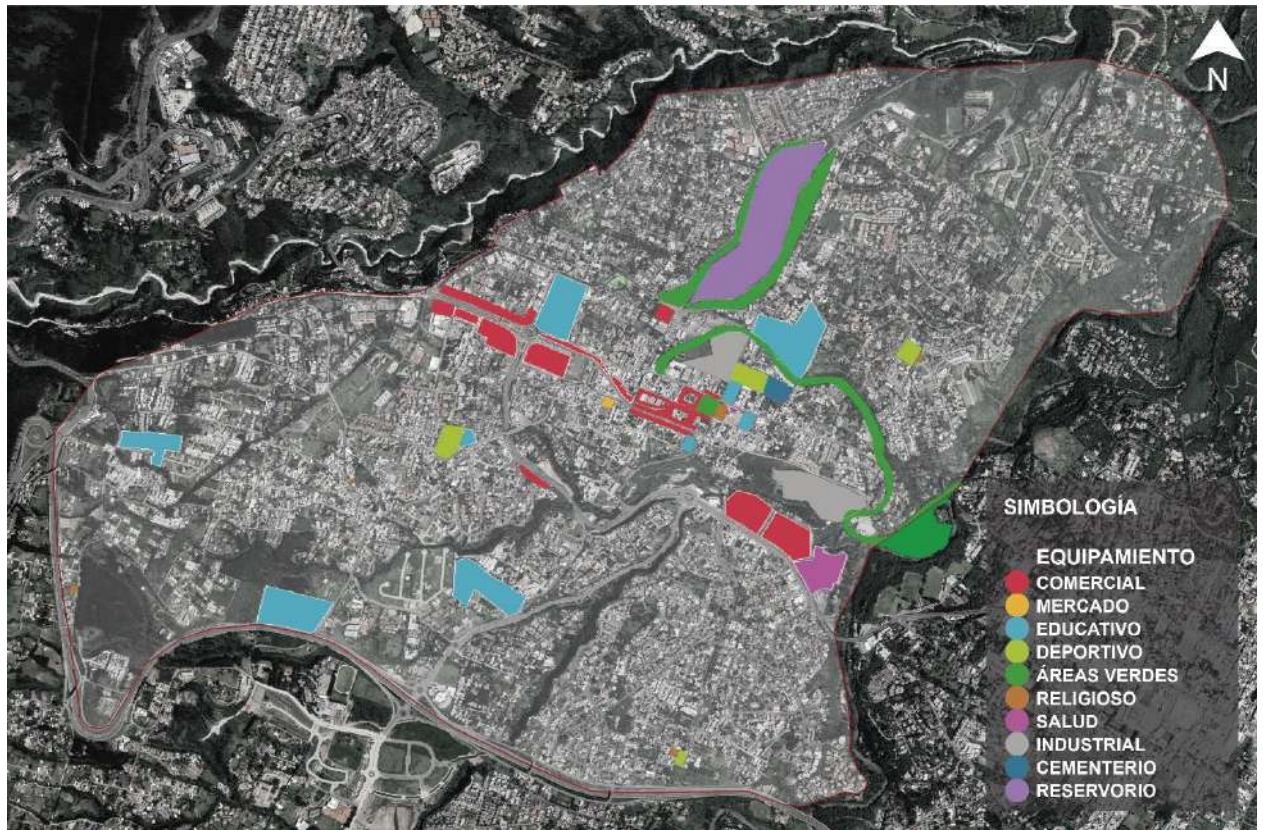 N
SIMBOLOGÍA
EQUIPAMIENTO
COMERCIAL
MERCADO
EDUCATIVO
DEPORTIVO
ÁREAS VERDES
RELIGIOSO
SALUD
INDUSTRIAL
CEMENTERIO
RESERVORIO